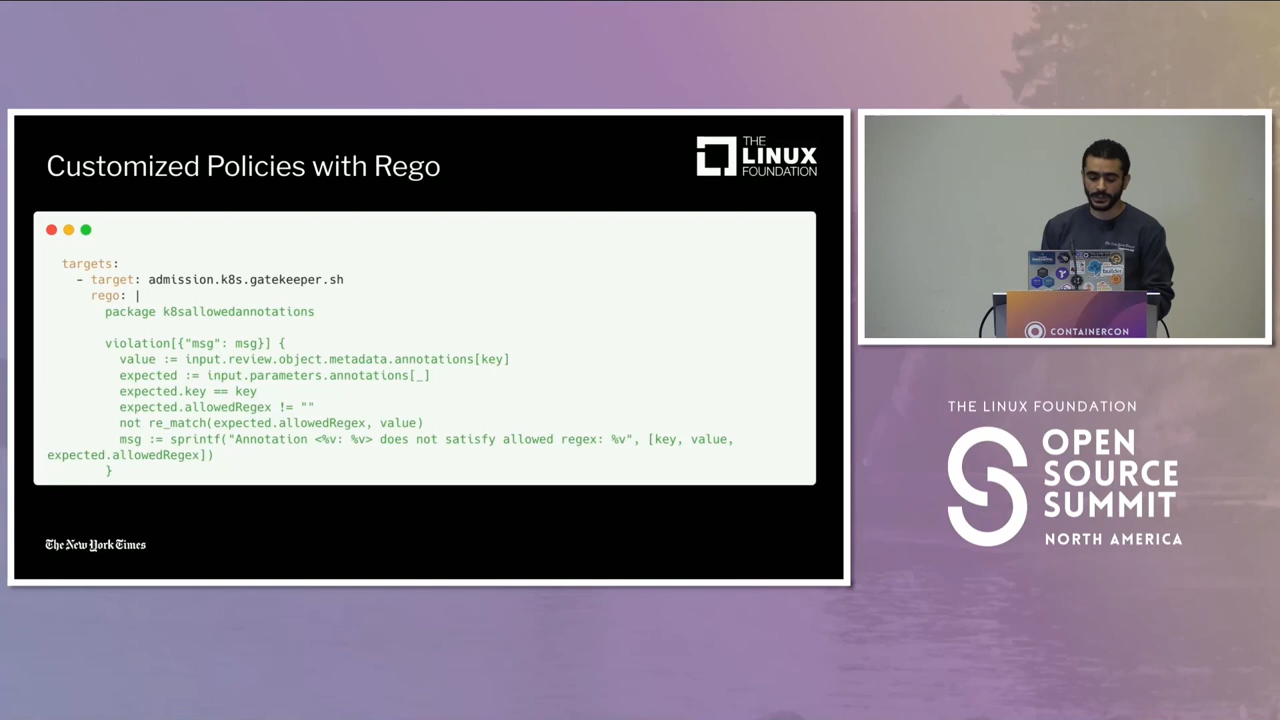 Customized Policies with Rego
THE
LINUX
FOUNDATION
targets:
- target: admission.k8s.gatekeeper.sh
rego: |
package k8sallowedannotations
violation[{"msg": msg}] {
value := input.review.object.metadata.annotations[key]
expected := input.parameters.annotations[_]
expected.key == key
expected.allowedRegex != ""
not re_match(expected.allowedRegex, value)
msg := sprintf("Annotation <%v: %v> does not satisfy allowed regex: %v", [key, value,
expected.allowedRegex])
}
The New York Times
CONTAINERCON
THE LINUX FOUNDATION
OPEN
SOURCE
SUMMIT
NORTH AMERICA